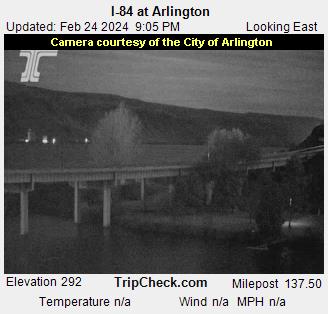 I-84 at Arlington
Updated: Feb 24 2024 9:05 PM Looking East
Camera courtesy of the City of Arlington
Elevation 292 TripCheck.com Milepost 137.50
Temperature n/a Wind n/a MPH n/a